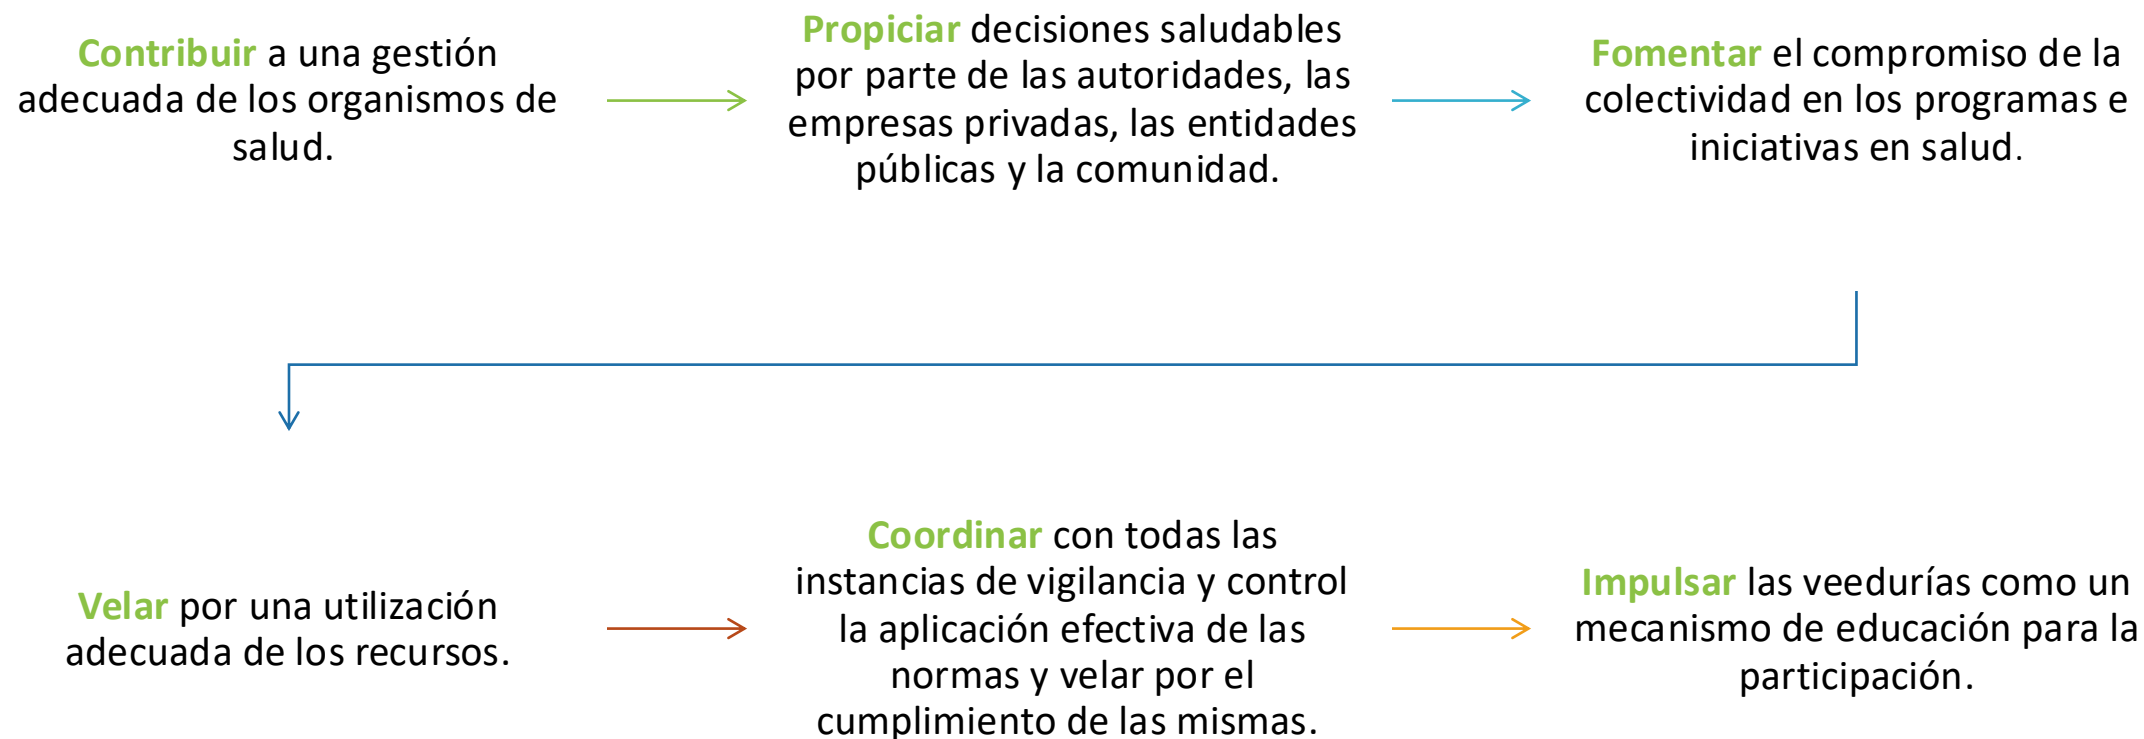 Contribuir a una gestión
adecuada de los organismos de
salud.
Propiciar decisiones saludables
por parte de las autoridades, las
empresas privadas, las entidades
públicas y la comunidad.
Fomentar el compromiso de la
colectividad en los programas e
iniciativas en salud.
Velar por una utilización
adecuada de los recursos.
Coordinar con todas las
instancias de vigilancia y control
la aplicación efectiva de las
normas y velar por el
cumplimiento de las mismas.
Impulsar las veedurías como un
mecanismo de educación para la
participación.